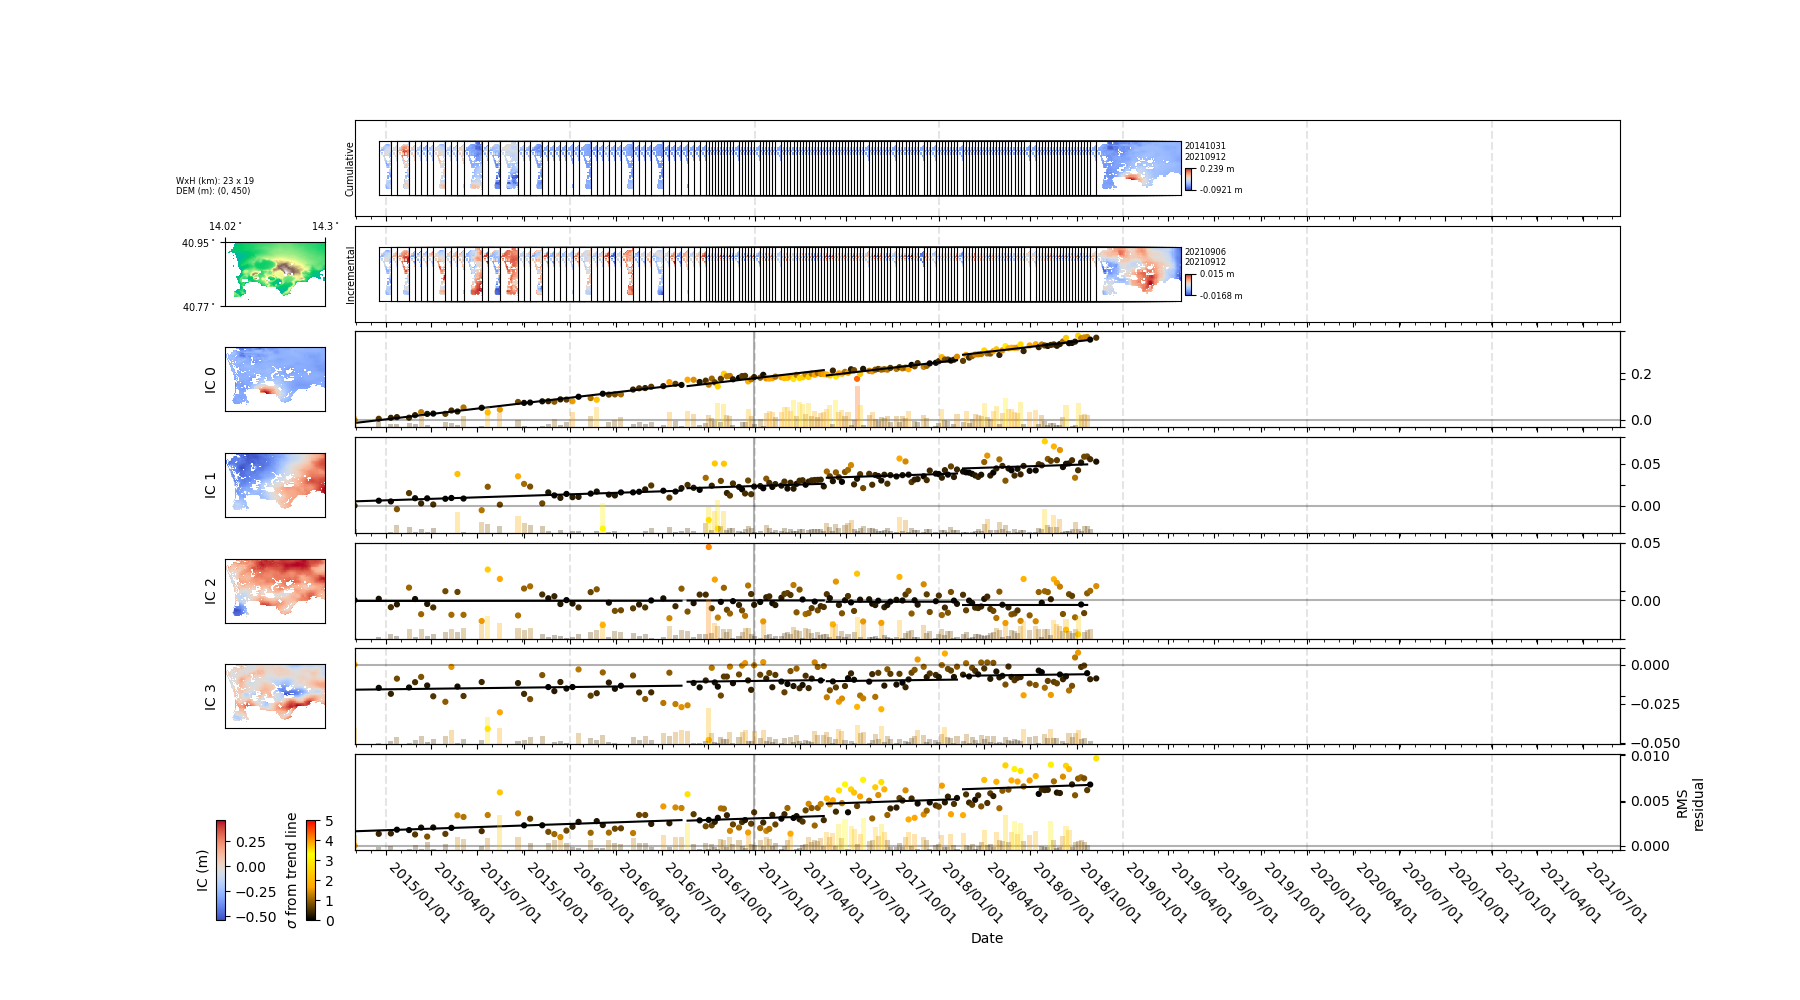 Cumulative
20141031
20210912
0.239 m
-0.0921 m
WxH (km): 23 x 19
DEM (m): (0, 450)
14.02° 14.3°
40.95°
40.77°
Incremental
20210906
20210912
0.015 m
-0.0168 m
IC 0
0.2
0.0
IC 1
0.05
0.00
IC 2
0.05
0.00
IC 3
0.000
−0.025
−0.050
0.010
0.005
0.000
RMS
residual
IC (m)
0.25
0.00
−0.25
−0.50
σ from trend line
5
4
3
2
1
0
2015/01/01 2015/04/01 2015/07/01 2015/10/01 2016/01/01 2016/04/01 2016/07/01 2016/10/01 2017/01/01 2017/04/01 2017/07/01 2017/10/01 2018/01/01 2018/04/01 2018/07/01 2018/10/01 2019/01/01 2019/04/01 2019/07/01 2019/10/01 2020/01/01 2020/04/01 2020/07/01 2020/10/01 2021/01/01 2021/04/01 2021/07/01
Date